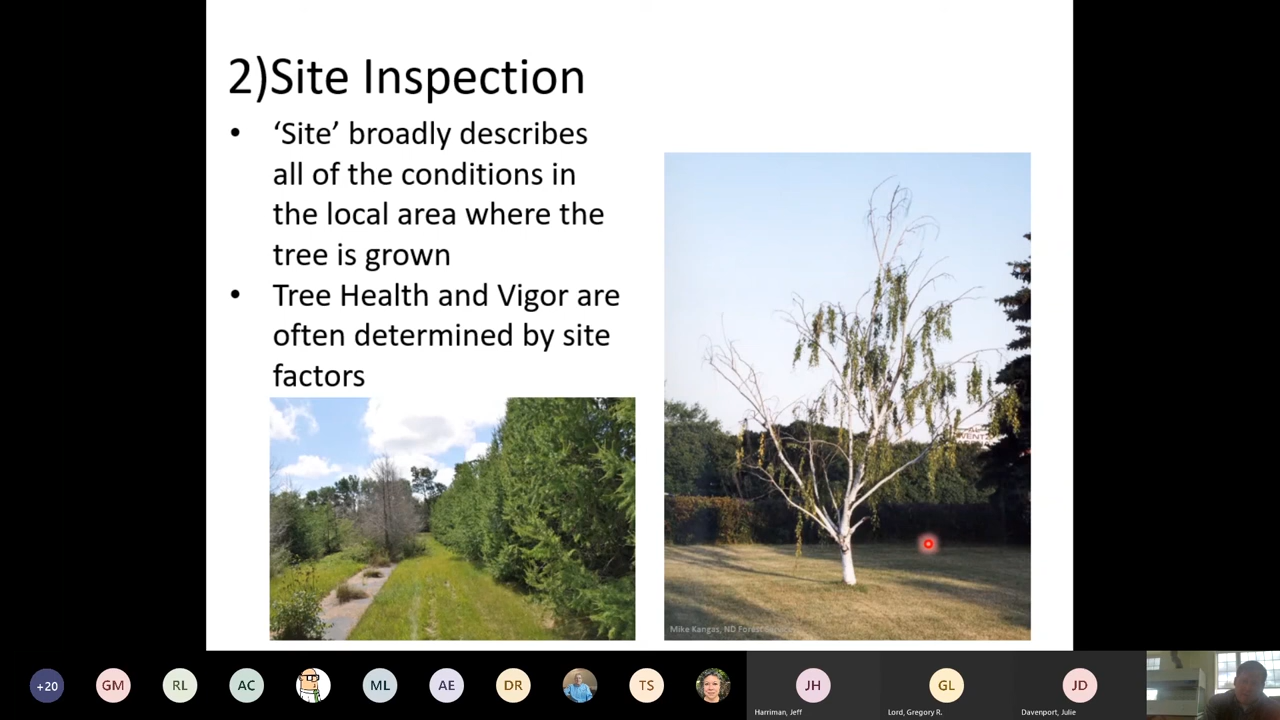 2)Site Inspection
• ‘Site’ broadly describes
all of the conditions in
the local area where the
tree is grown
• Tree Health and Vigor are
often determined by site
factors
Mike Kangas, ND Forest Service
+20
GM
RL
AC
ML
AE
DR
TS
JH
GL
JD
Harriman, Jeff
Lord, Gregory R.
Davenport, Julie